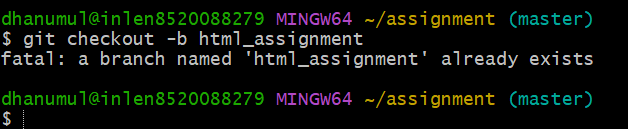 dhanumul@inlen8520088279 MINGW64 ~/assignment (master)
$ git checkout -b html_assignment
fatal: a branch named 'html_assignment' already exists
dhanumul@inlen8520088279 MINGW64 ~/assignment (master)
$